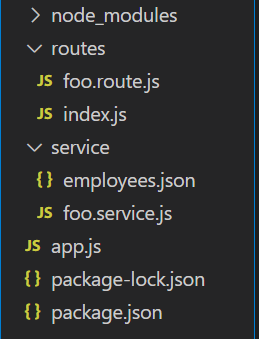 node_modules
routes
JS foo.route.js
JS index.js
service
{} employees.json
JS foo.service.js
JS app.js
{} package-lock.json
{} package.json